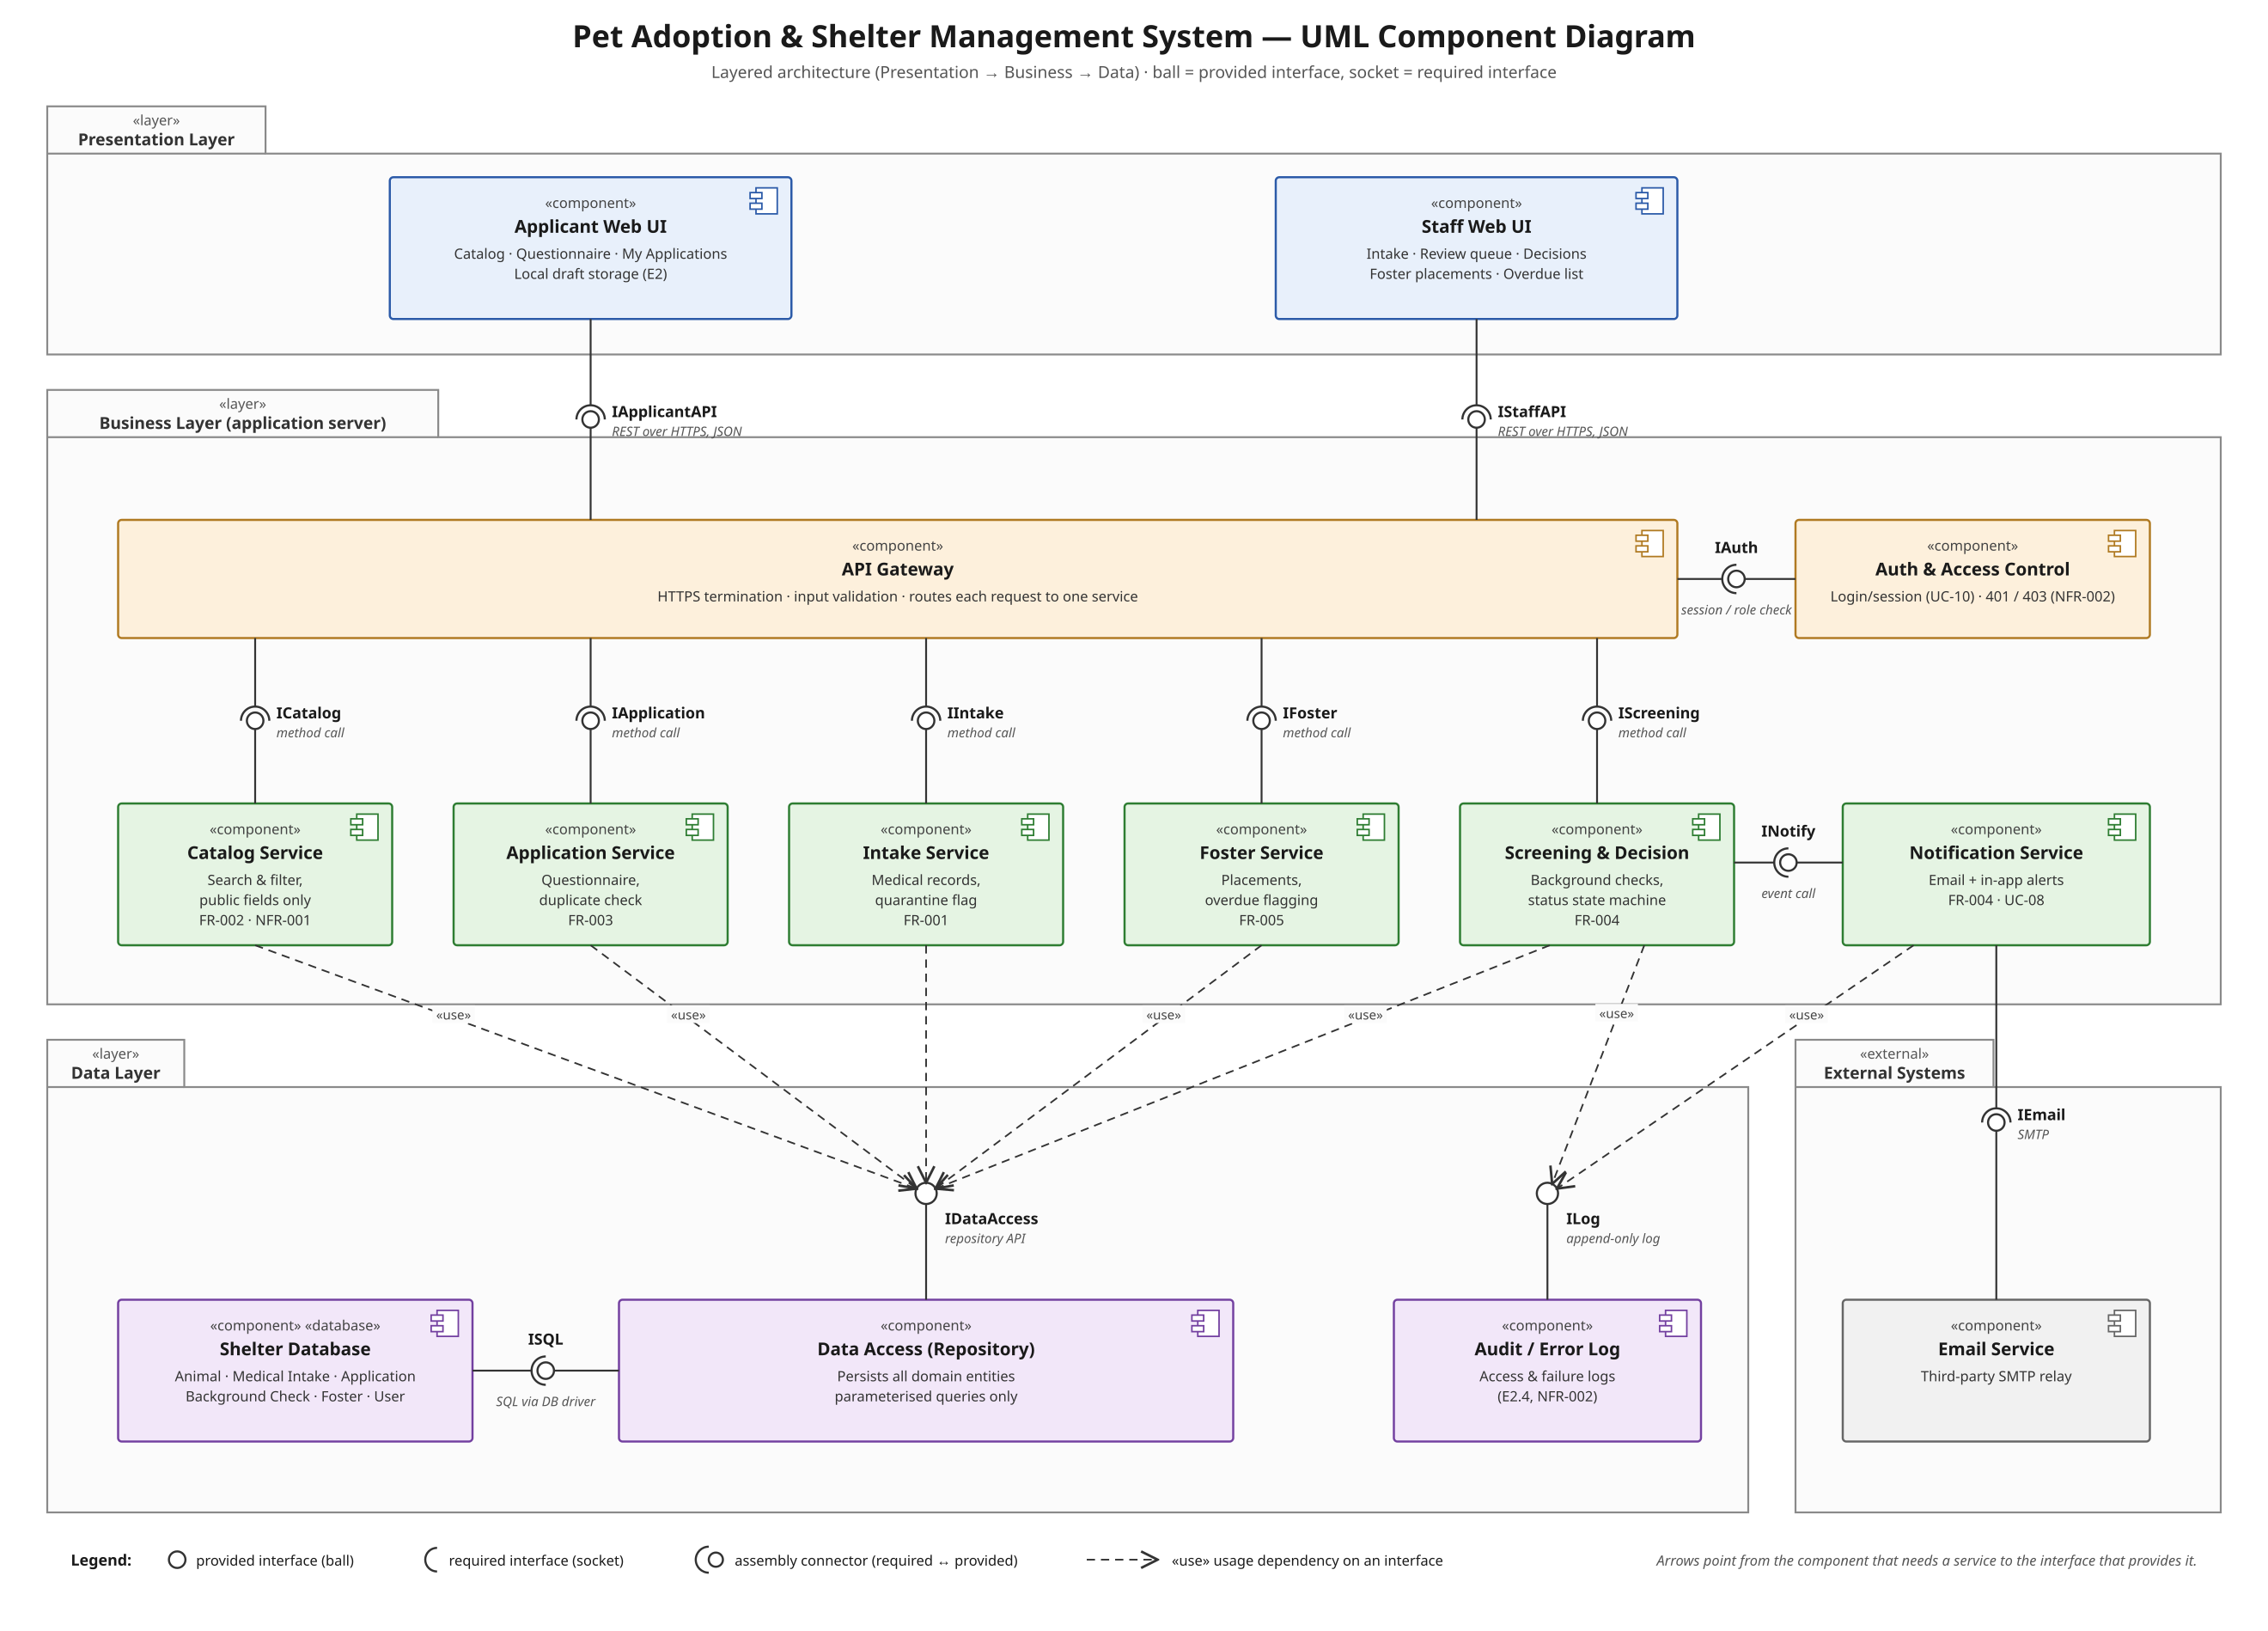 Pet Adoption & Shelter Management System — UML Component Diagram
Layered architecture (Presentation → Business → Data) · ball = provided interface, socket = required interface
«layer»
Presentation Layer
«component»
Applicant Web UI
Catalog · Questionnaire · My Applications
Local draft storage (E2)
«component»
Staff Web UI
Intake · Review queue · Decisions
Foster placements · Overdue list
«layer»
Business Layer (application server)
IApplicantAPI
REST over HTTPS, JSON
IStaffAPI
REST over HTTPS, JSON
«component»
API Gateway
HTTPS termination · input validation · routes each request to one service
IAuth
session / role check
«component»
Auth & Access Control
Login/session (UC-10) · 401 / 403 (NFR-002)
ICatalog
method call
IApplication
method call
IIntake
method call
IFoster
method call
IScreening
method call
«component»
Catalog Service
Search & filter,
public fields only
FR-002 · NFR-001
«component»
Application Service
Questionnaire,
duplicate check
FR-003
«component»
Intake Service
Medical records,
quarantine flag
FR-001
«component»
Foster Service
Placements,
overdue flagging
FR-005
«component»
Screening & Decision
Background checks,
status state machine
FR-004
INotify
event call
«component»
Notification Service
Email + in-app alerts
FR-004 · UC-08
«use»
«use»
«use»
«use»
«use»
«use»
«layer»
Data Layer
«external»
External Systems
IEmail
SMTP
IDataAccess
repository API
ILog
append-only log
«component» «database»
Shelter Database
Animal · Medical Intake · Application
Background Check · Foster · User
ISQL
SQL via DB driver
«component»
Data Access (Repository)
Persists all domain entities
parameterised queries only
«component»
Audit / Error Log
Access & failure logs
(E2.4, NFR-002)
«component»
Email Service
Third-party SMTP relay
Legend:
provided interface (ball)
required interface (socket)
assembly connector (required ↔ provided)
«use» usage dependency on an interface
Arrows point from the component that needs a service to the interface that provides it.